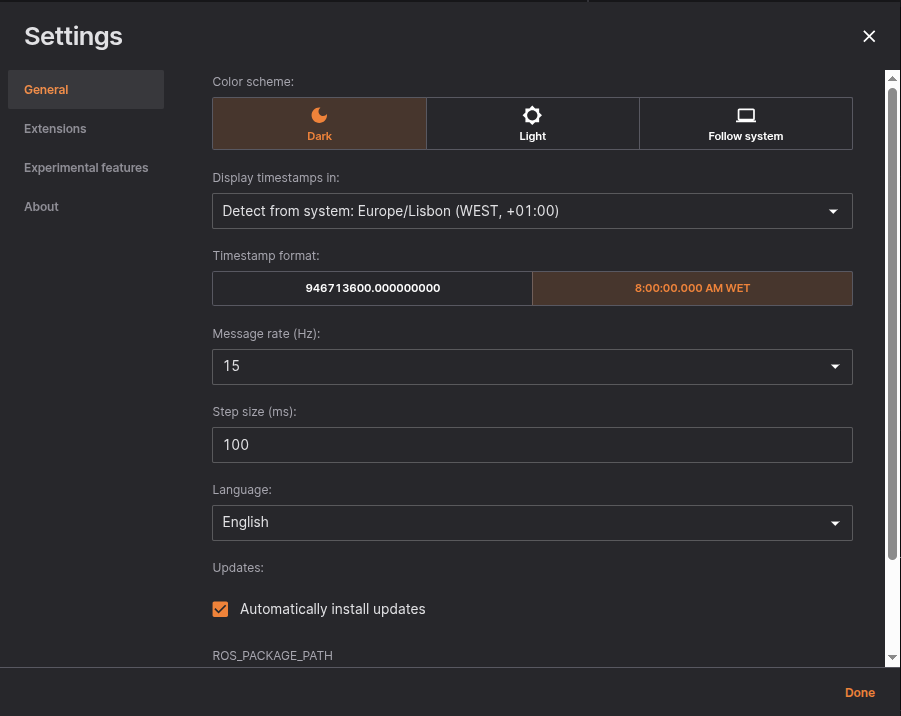 Settings
General
Extensions
Experimental features
About
Color scheme:
Dark
Light
Follow system
Display timestamps in:
Detect from system: Europe/Lisbon (WEST, +01:00)
Timestamp format:
946713600.000000000
8:00:00.000 AM WET
Message rate (Hz):
15
Step size (ms):
100
Language:
English
Updates:
Automatically install updates
ROS_PACKAGE_PATH
Done